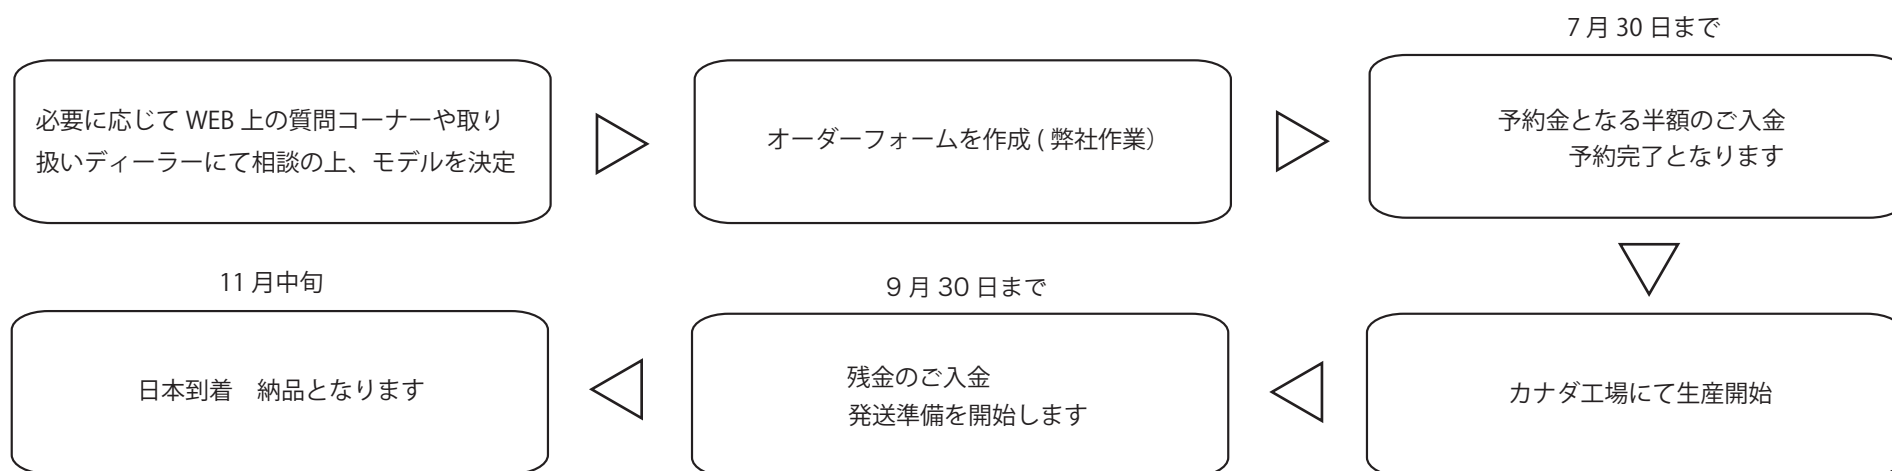 必要に応じて WEB 上の質問コーナーや取り
扱いディーラーにて相談の上、モデルを決定
オーダーフォームを作成 ( 弊社作業）
7 月 30 日まで
予約金となる半額のご入金
予約完了となります
カナダ工場にて生産開始
9 月 30 日まで
残金のご入金
発送準備を開始します
11 月中旬
日本到着　納品となります